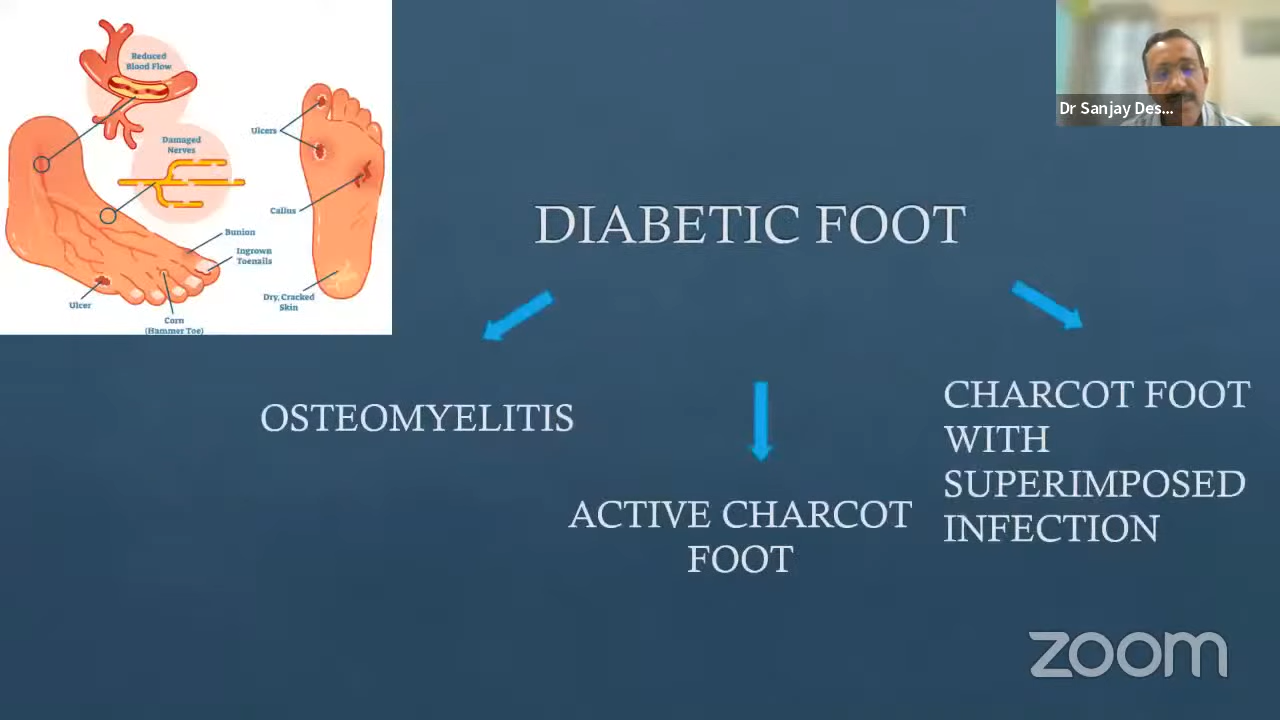 Reduced
Blood Flow
Damaged
Nerves
Ulcers
Callus
Bunion
Ingrown
Toenails
Ulcer
Corn
(Hammer Toe)
Dry, Cracked
Skin
Dr Sanjay Des...
DIABETIC FOOT
OSTEOMYELITIS
ACTIVE CHARCOT
FOOT
CHARCOT FOOT
WITH
SUPERIMPOSED
INFECTION
zoom